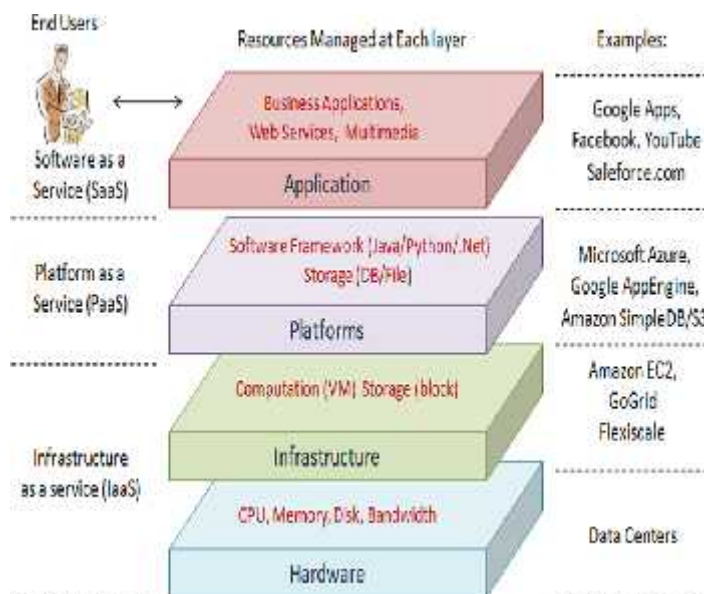 End Users
Resources Managed at Each layer
Examples:
Business Applications,
Web Services, Multimedia
Application
Software as a
Service (SaaS)
Google Apps,
Facebook, YouTube
Saleforce.com
Software Framework (Java/Python/.Net)
Storage (DB/File)
Platforms
Platform as a
Service (PaaS)
Microsoft Azure,
Google AppEngine,
Amazon SimpleDB/S3
Computation (VM) Storage (block)
Infrastructure
Amazon EC2,
GoGrid
Flexiscale
Infrastructure
as a service (IaaS)
CPU, Memory, Disk, Bandwidth
Hardware
Data Centers